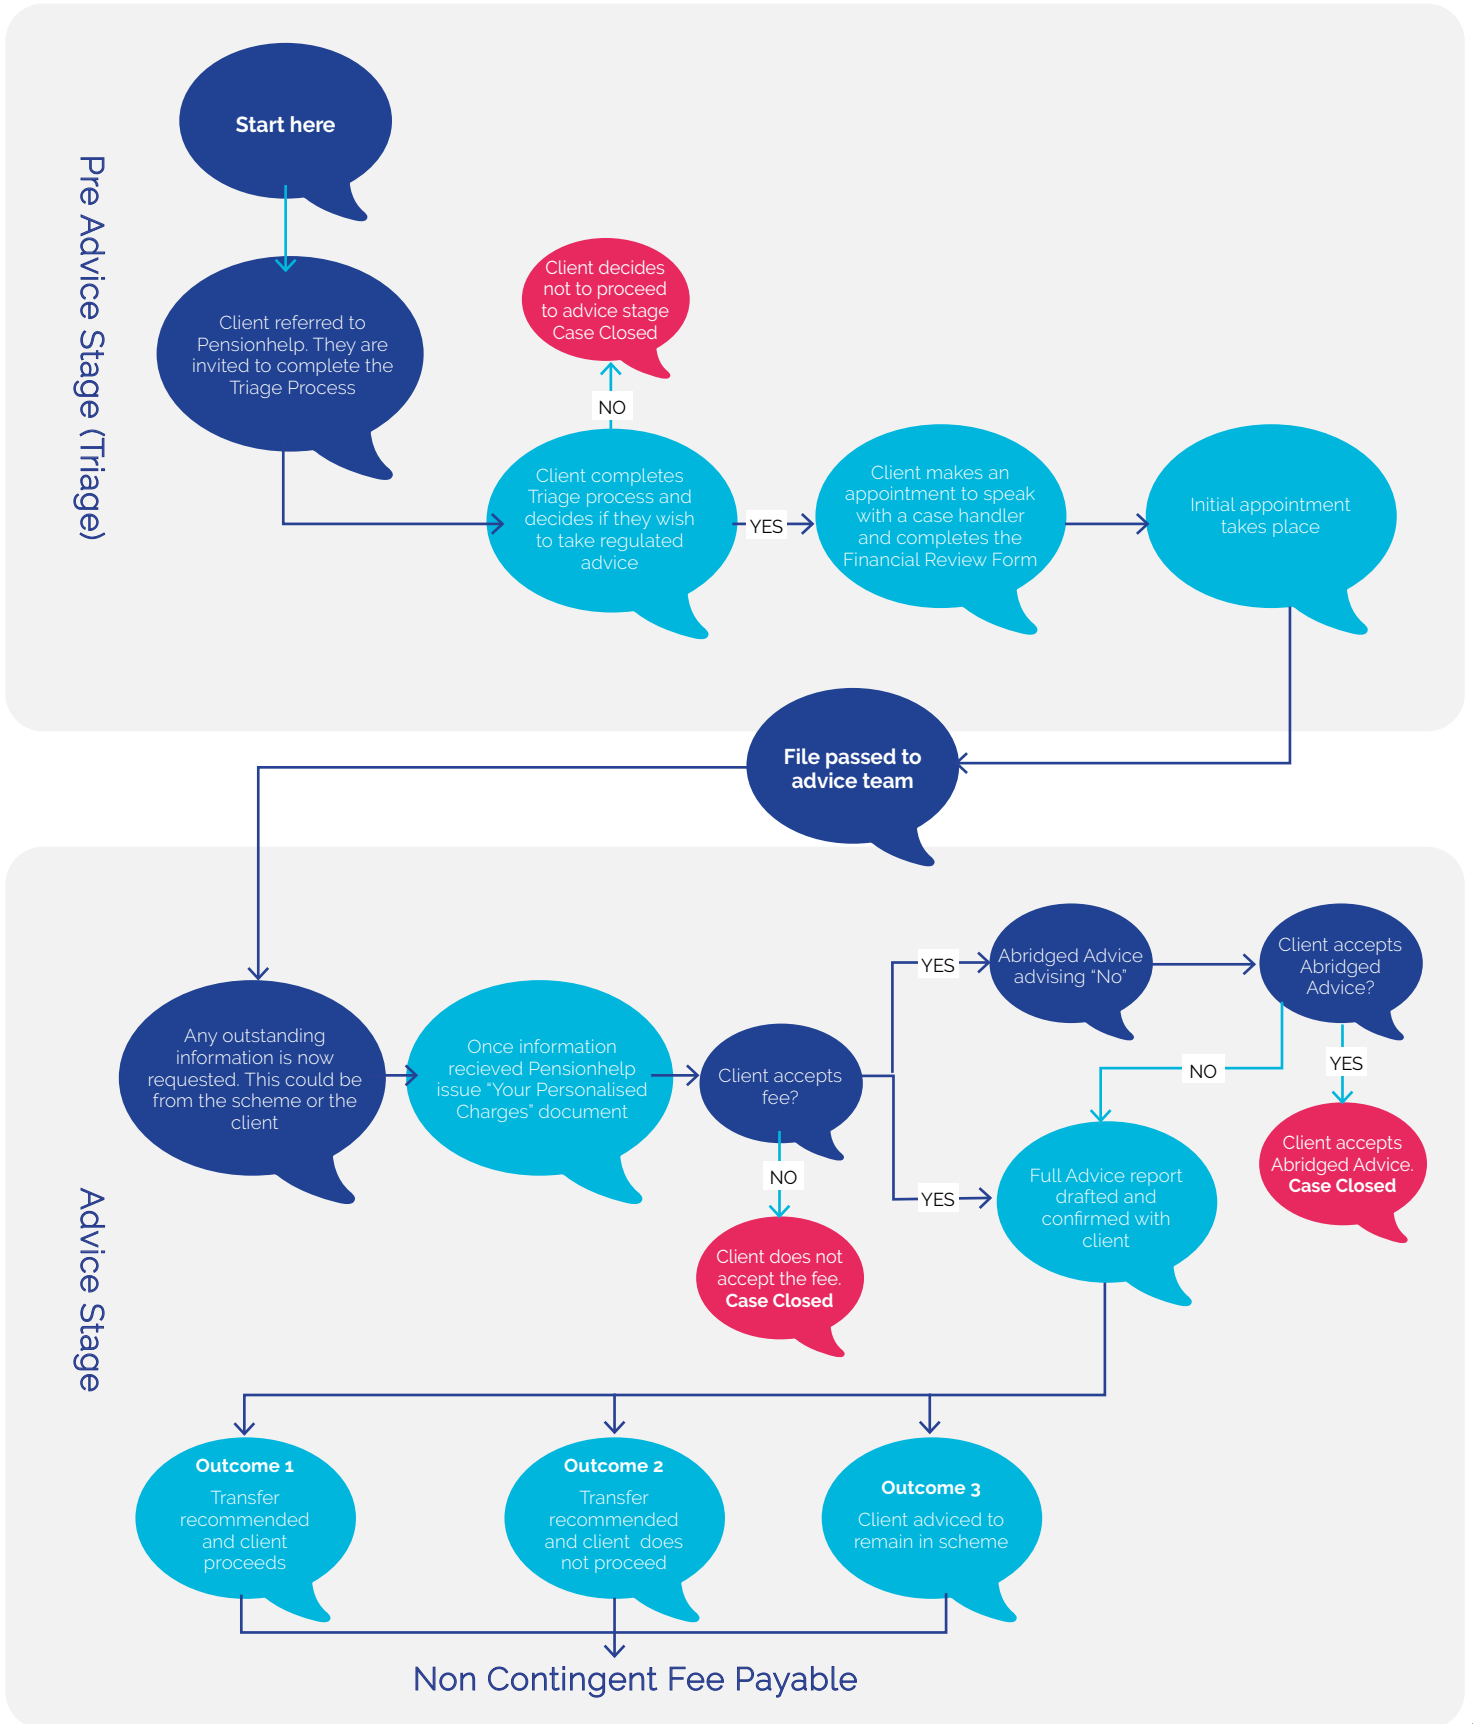 Pre Advice Stage (Triage)
Start here
Client referred to
Pensionhelp. They are
invited to complete the
Triage Process
Client decides
not to proceed
to advice stage
Case Closed
NO
Client completes
Triage process and
decides if they wish
to take regulated
advice
YES
Client makes an
appointment to speak
with a case handler
and completes the
Financial Review Form
Initial appointment
takes place
File passed to
advice team
Advice Stage
Any outstanding
information is now
requested. This could be
from the scheme or the
client
Once information
recieved Pensionhelp
issue “Your Personalised
Charges” document
Client accepts
fee?
NO
Client does not
accept the fee.
Case Closed
YES
Abridged Advice
advising “No”
Client accepts
Abridged
Advice?
YES
Client accepts
Abridged Advice.
Case Closed
NO
YES
Full Advice report
drafted and
confirmed with
client
Outcome 1
Transfer
recommended
and client
proceeds
Outcome 2
Transfer
recommended
and client does
not proceed
Outcome 3
Client adviced to
remain in scheme
Non Contingent Fee Payable